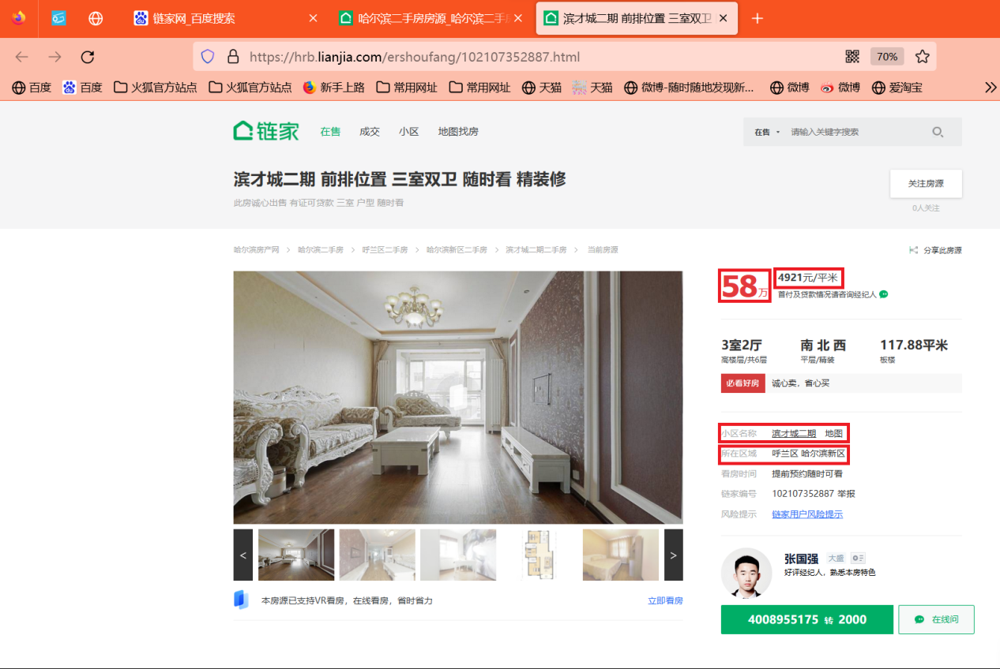 链家网_百度搜索
哈尔滨二手房房源_哈尔滨二手房
滨才城二期 前排位置 三室双卫
https://hrb.lianjia.com/ershoufang/102107352887.html
70%
百度
百度
火狐官方站点
火狐官方站点
新手上路
常用网址
常用网址
天猫
天猫
微博-随时随地发现新...
微博
微博
爱淘宝
链家
在售
成交
小区
地图找房
在售
请输入关键字搜索
滨才城二期 前排位置 三室双卫 随时看 精装修
此房诚心出售 有证可贷款 三室 户型 随时看
关注房源
0人关注
哈尔滨房产网 > 哈尔滨二手房 > 呼兰区二手房 > 哈尔滨新区二手房 > 滨才城二期二手房 > 当前房源
分享此房源
58万
4921元/平米
首付及贷款情况请咨询经纪人
3室2厅
南 北 西
117.88平米
高楼层/共6层
平层/精装
板楼
必看好房
诚心卖，省心买
小区名称 滨才城二期 地图
所在区域 呼兰区 哈尔滨新区
看房时间 提前预约随时可看
链家编号 102107352887 举报
风险提示 链家用户风险提示
<
>
本房源已支持VR看房，在线看房，省时省力
立即看房
张国强 大盛
好评经纪人，熟悉本房特色
4008955175 转 2000
在线问